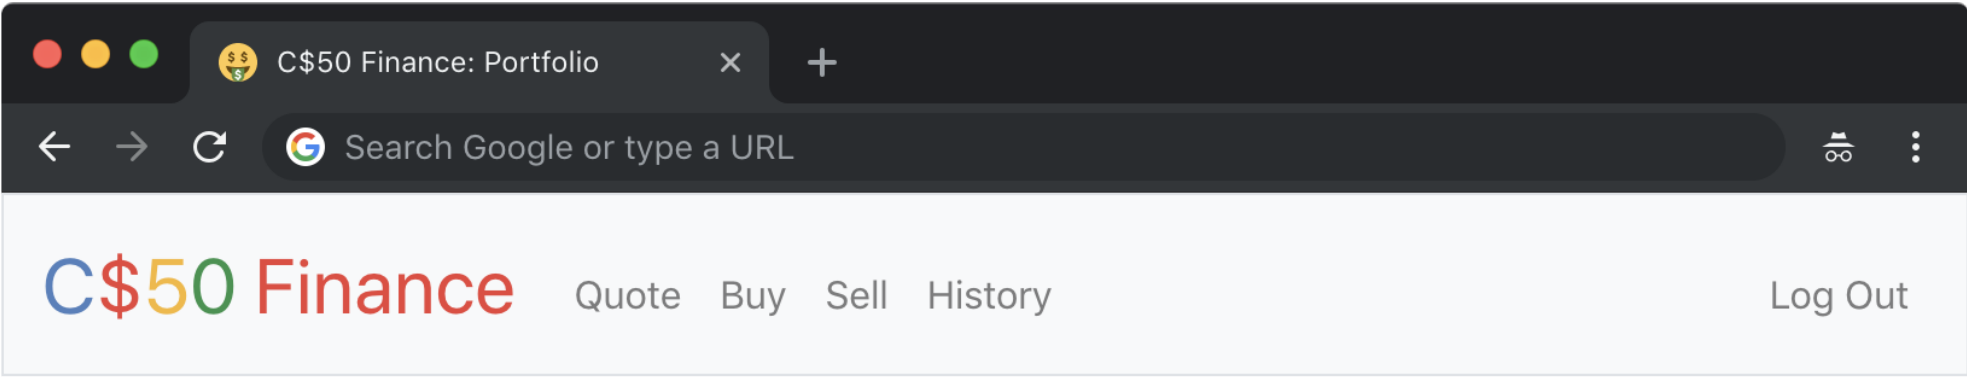 C$50 Finance: Portfolio
Search Google or type a URL
C$50 Finance Quote Buy Sell History Log Out